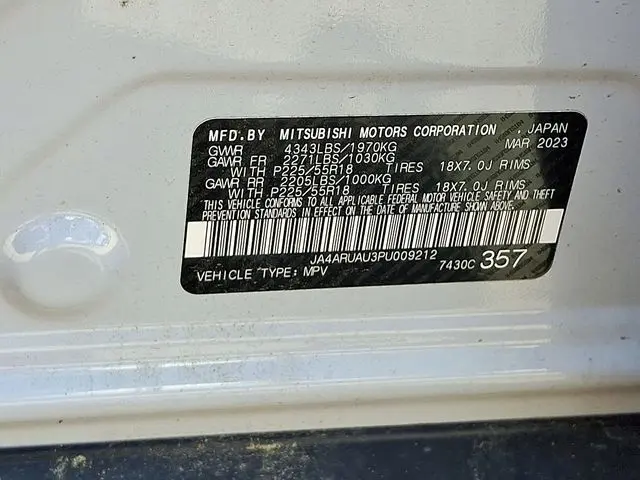 MFD.BY MITSUBISHI MOTORS CORPORATION , JAPAN
GVWR 4343LBS/1970KG MAR 2023
GAWR FR 2271LBS/1030KG
WITH P225/55R18 TIRES 18X7.0J RIMS
GAWR RR 2205LBS/1000KG
WITH P225/55R18 TIRES 18X7.0J RIMS
THIS VEHICLE CONFORMS TO ALL APPLICABLE FEDERAL MOTOR VEHICLE SAFETY AND THEFT
PREVENTION STANDARDS IN EFFECT ON THE DATE OF MANUFACTURE SHOWN ABOVE.
JA4ARUAU3PU009212
VEHICLE TYPE: MPV 7430C 357